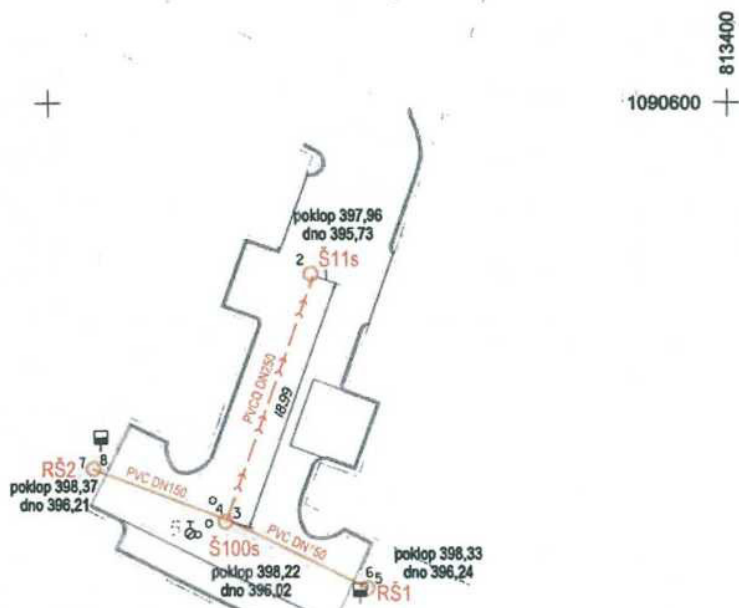 813400
1090600
poklop 397,96
dno 395,73
2
Š11s
1
PVCQ DN250
18.99
7 8
RŠ2
poklop 398,37
dno 396,21
PVC DN150
4 3
Š100s
PVC DN150
poklop 398,22
dno 396,02
poklop 398,33
dno 396,24
6 5
RŠ1